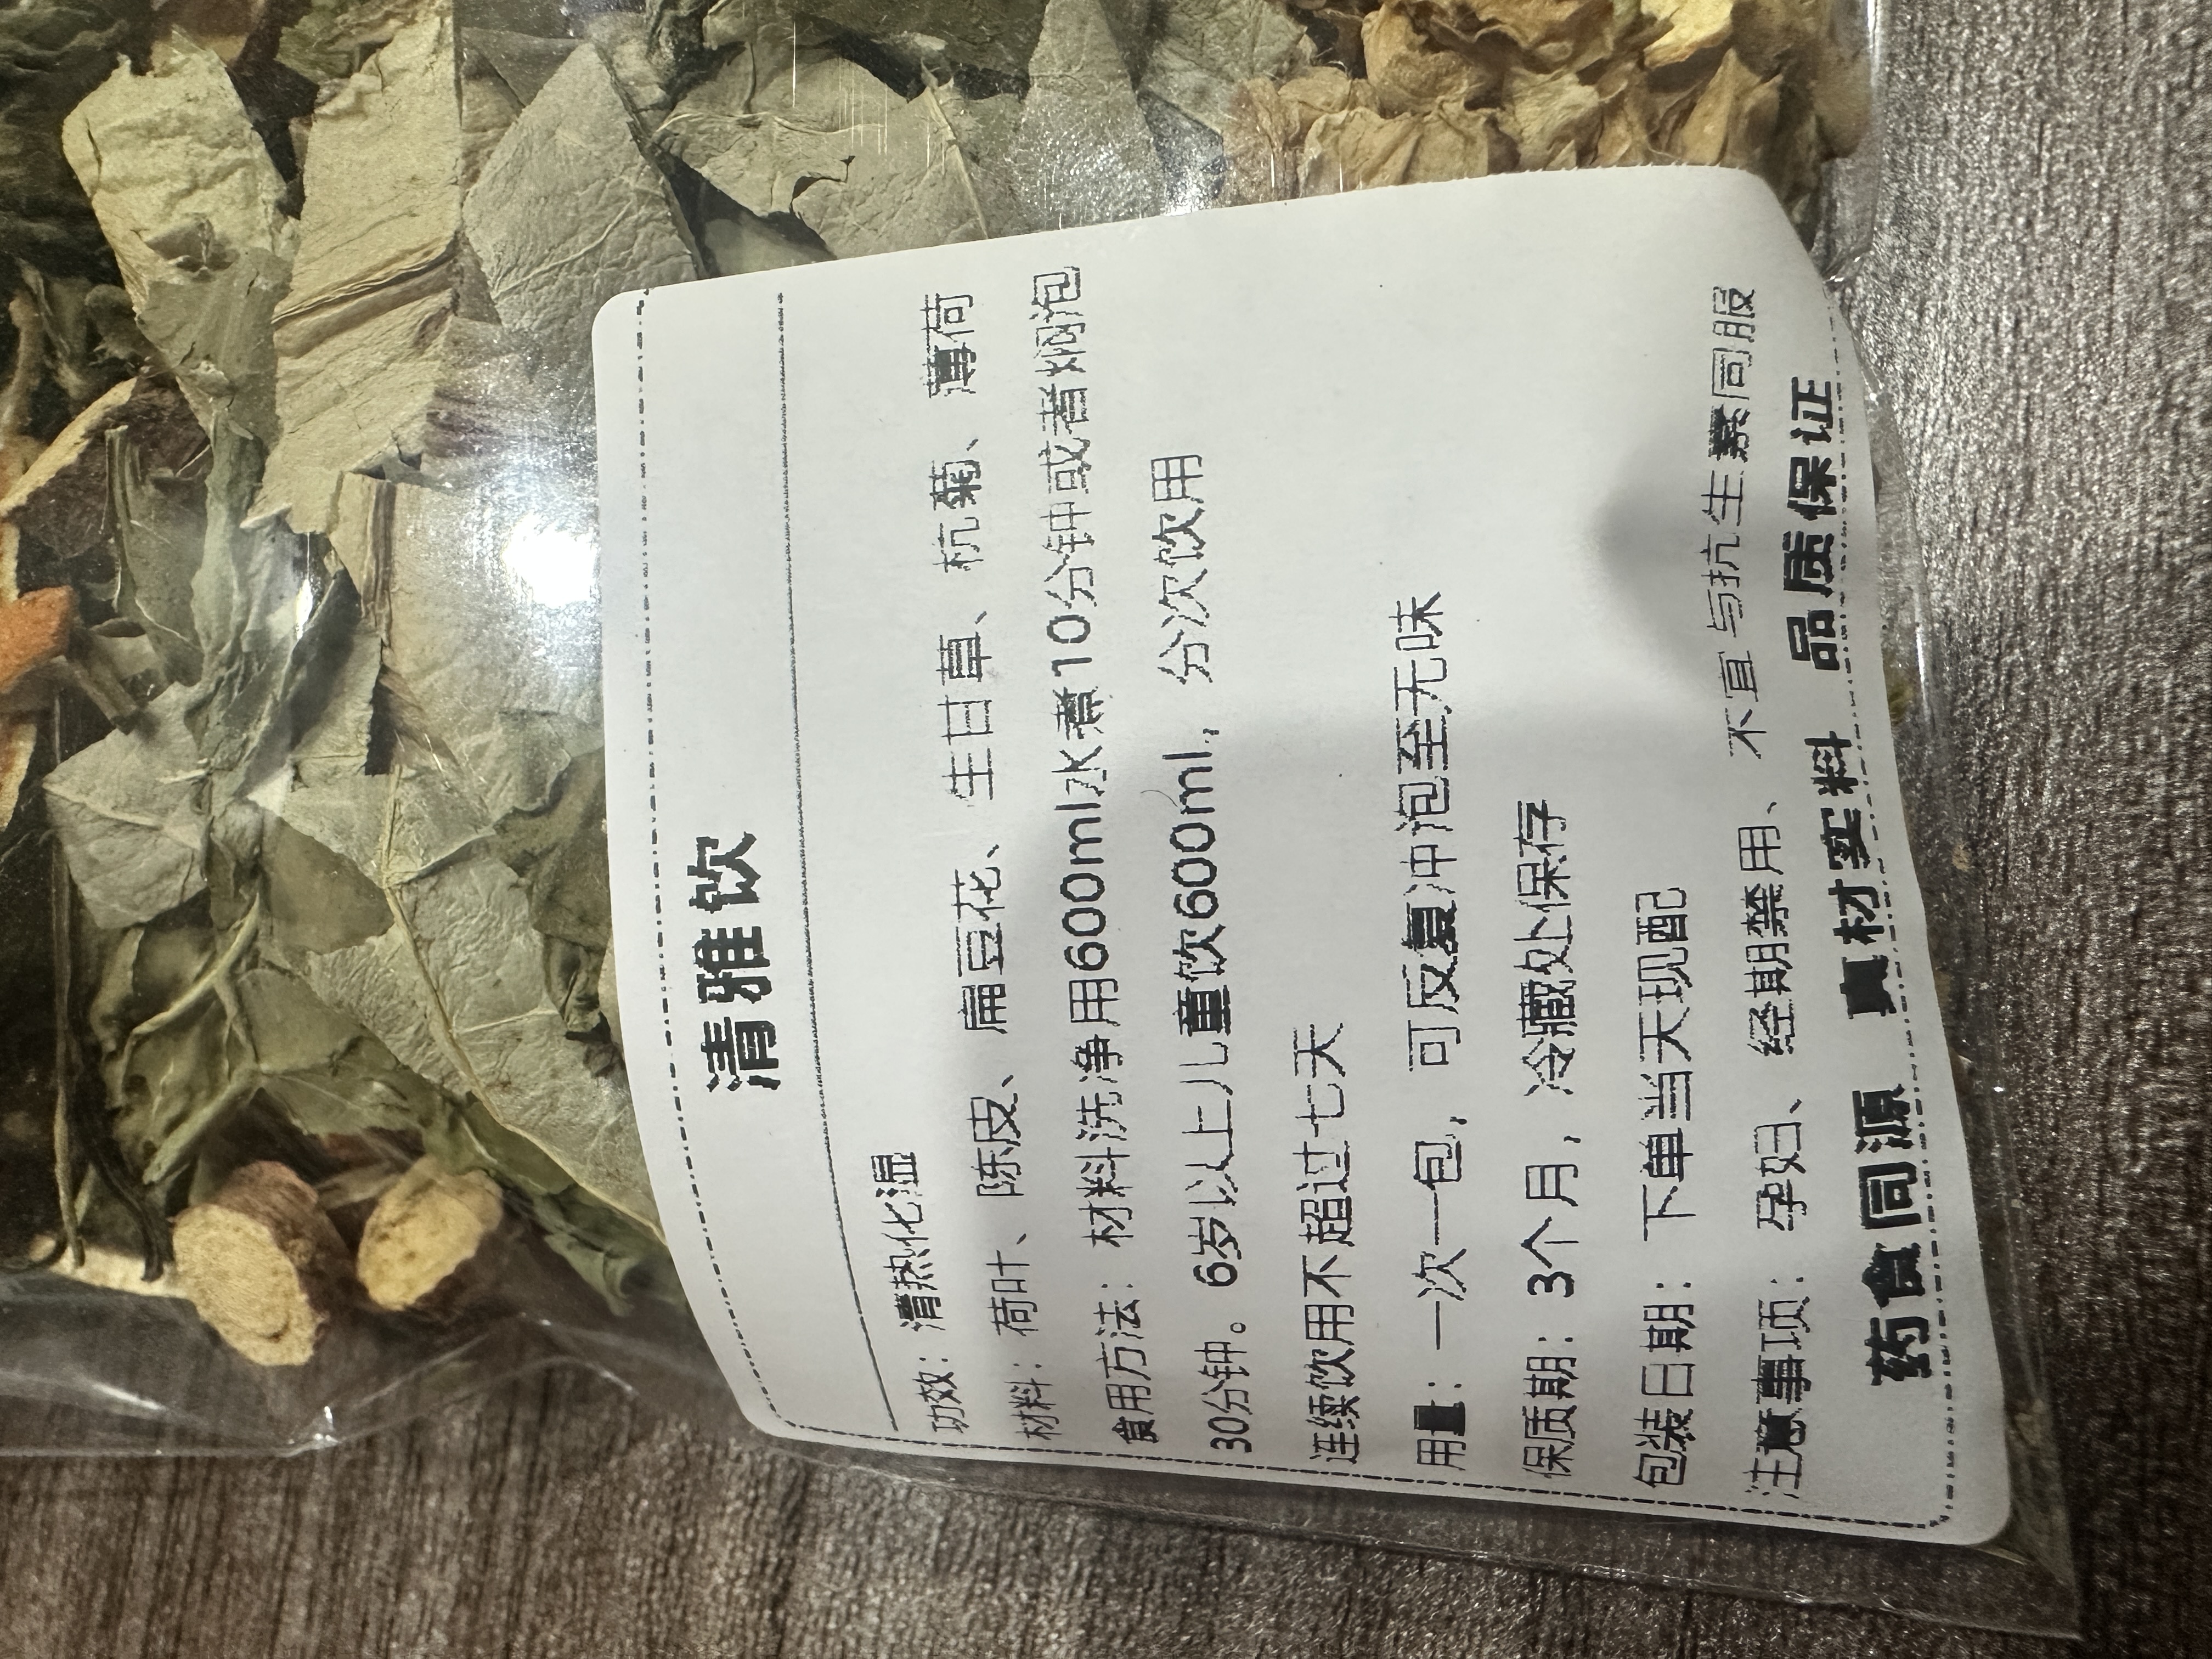 清雅饮
功效：清热化湿
材料：荷叶、陈皮、扁豆花、生甘草、杭菊、薄荷
食用方法：材料洗净用600ml水煮10分钟或者焖泡
30分钟。6岁以上儿童饮600ml，分次饮用
连续饮用不超过七天
用量：一次一包，可反复冲泡至无味
保质期：3个月，冷藏处保存
包装日期：下单当天现配
注意事项：孕妇、经期禁用、不宜与抗生素同服
药食同源 真材实料 品质保证